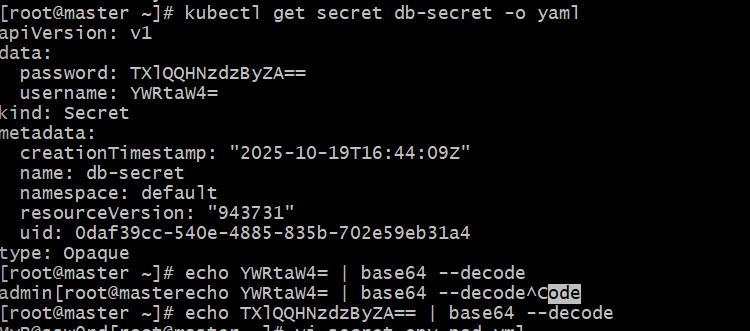 [root@master ~]# kubectl get secret db-secret -o yaml
apiVersion: v1
data:
  password: TXlQQHNzdzByZA==
  username: YWRtaW4=
kind: Secret
metadata:
  creationTimestamp: "2025-10-19T16:44:09Z"
  name: db-secret
  namespace: default
  resourceVersion: "943731"
  uid: 0daf39cc-540e-4885-835b-702e59eb31a4
type: Opaque
[root@master ~]# echo YWRtaW4= | base64 --decode
admin[root@masterecho YWRtaW4= | base64 --decode^Code
[root@master ~]# echo TXlQQHNzdzByZA== | base64 --decode
MyP@ssw0rd[root@master ~]# vi secret-env-pod.yml